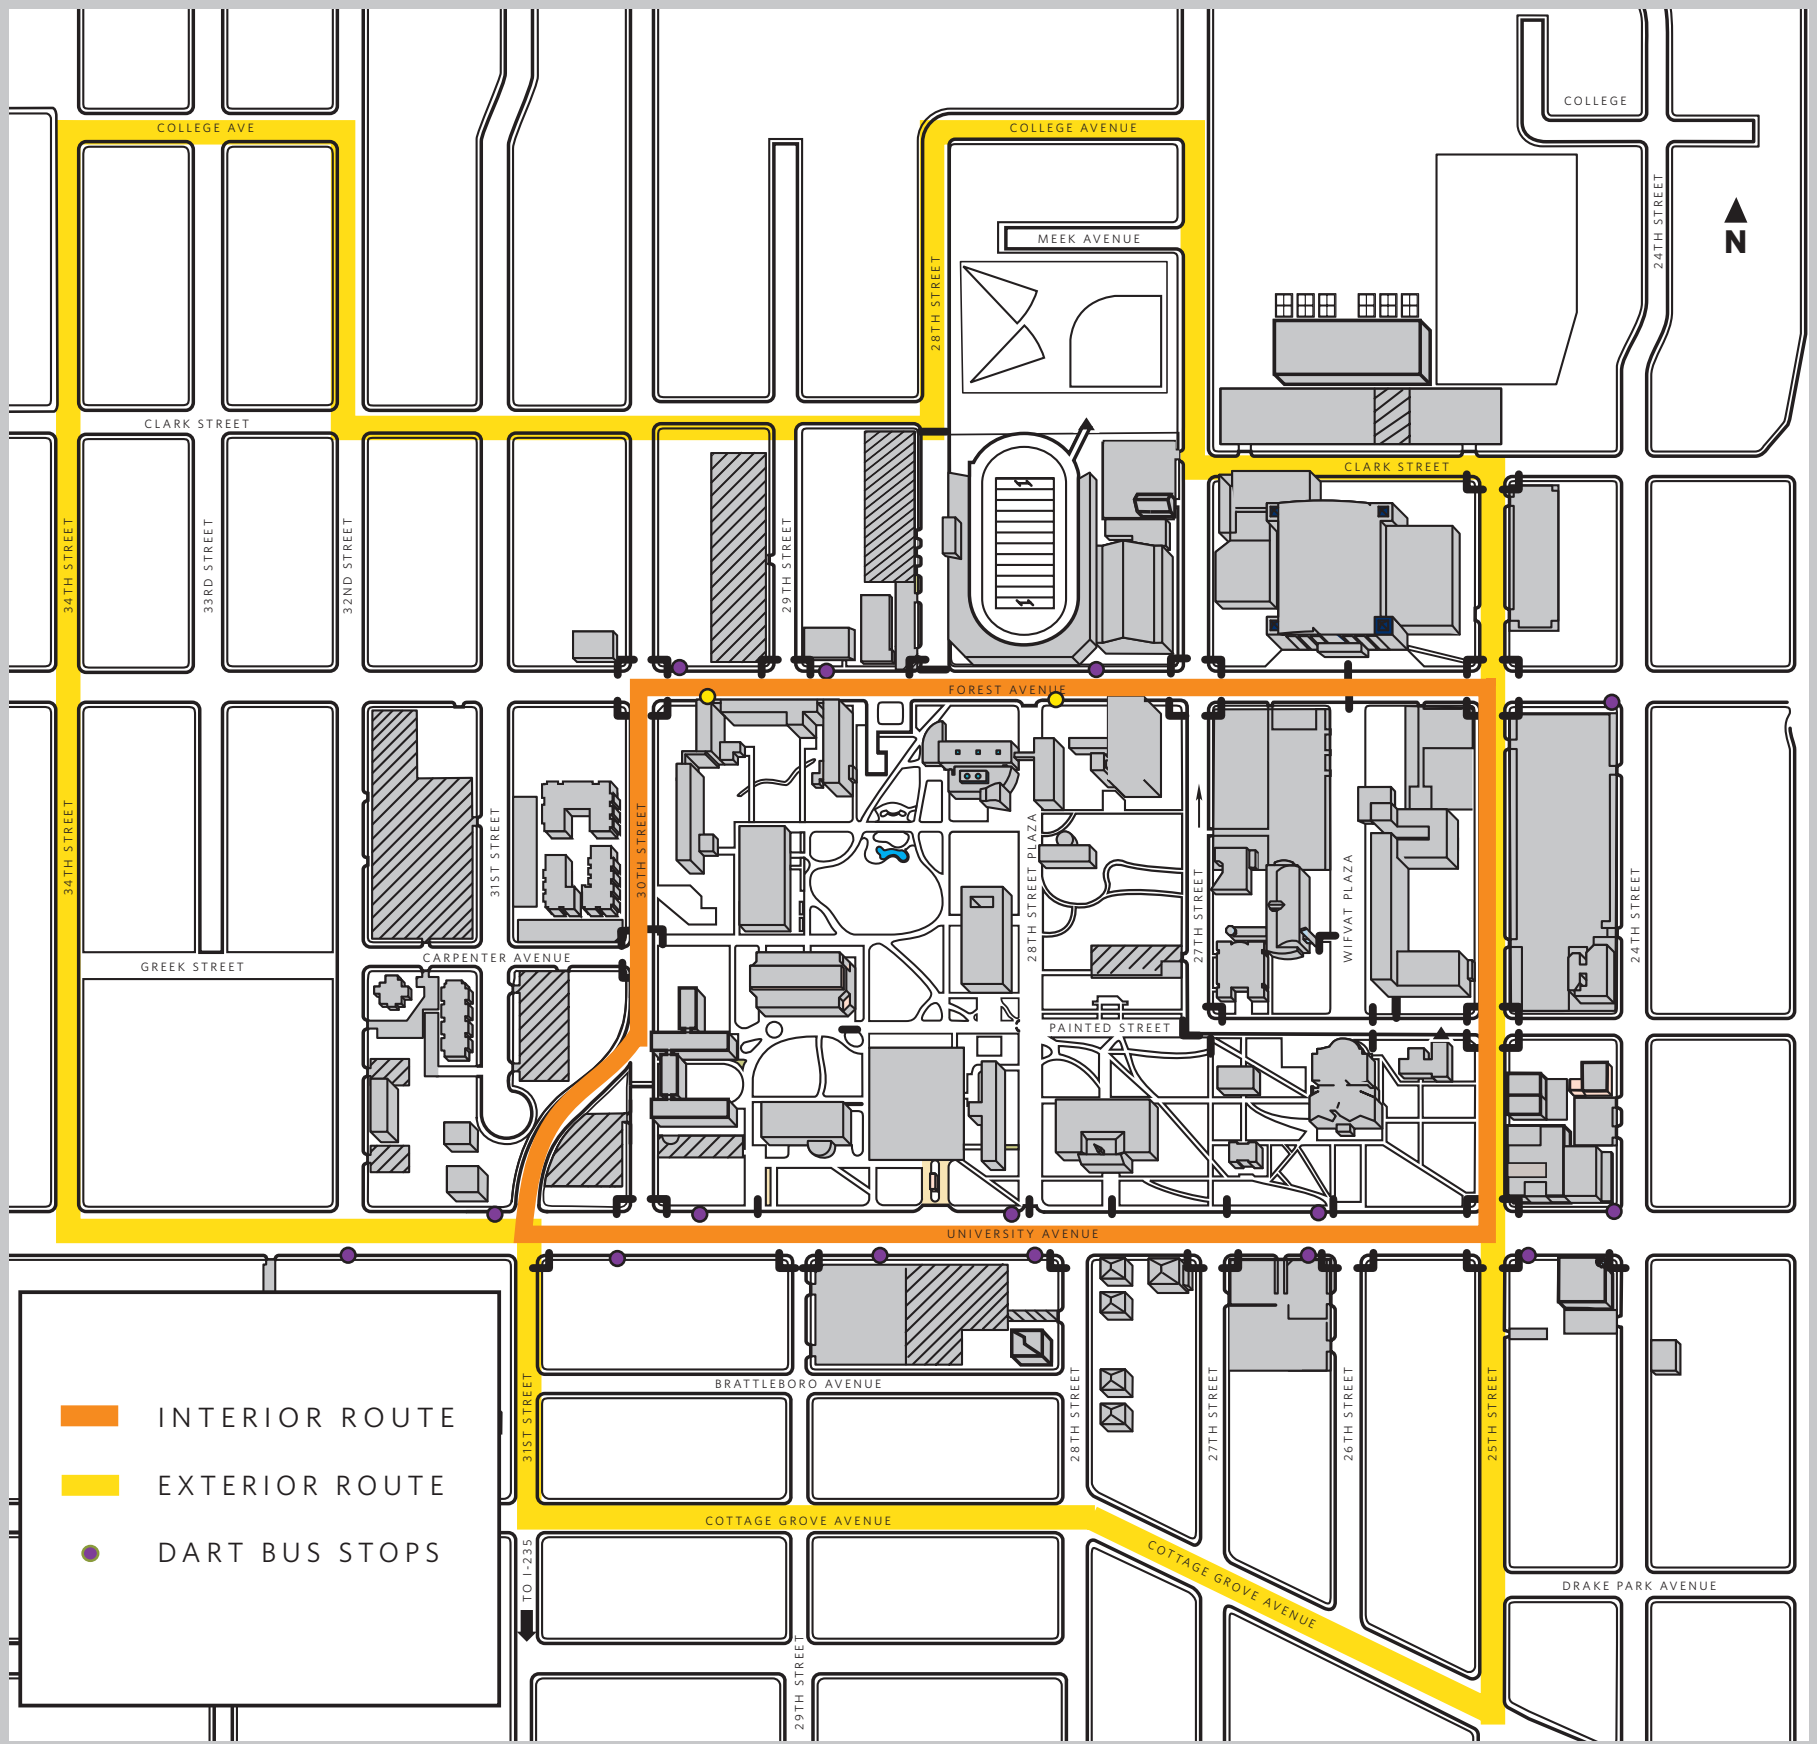 COLLEGE
COLLEGE AVE
COLLEGE AVENUE
24TH STREET
N
MEEK AVENUE
28TH STREET
CLARK STREET
CLARK STREET
34TH STREET
33RD STREET
32ND STREET
29TH STREET
FOREST AVENUE
34TH STREET
31ST STREET
30TH STREET
28TH STREET PLAZA
27TH STREET
WIFVAT PLAZA
24TH STREET
CARPENTER AVENUE
GREEK STREET
PAINTED STREET
UNIVERSITY AVENUE
BRATTLEBORO AVENUE
31ST STREET
28TH STREET
27TH STREET
26TH STREET
25TH STREET
INTERIOR ROUTE
EXTERIOR ROUTE
DART BUS STOPS
COTTAGE GROVE AVENUE
COTTAGE GROVE AVENUE
TO I-235
DRAKE PARK AVENUE
29TH STREET